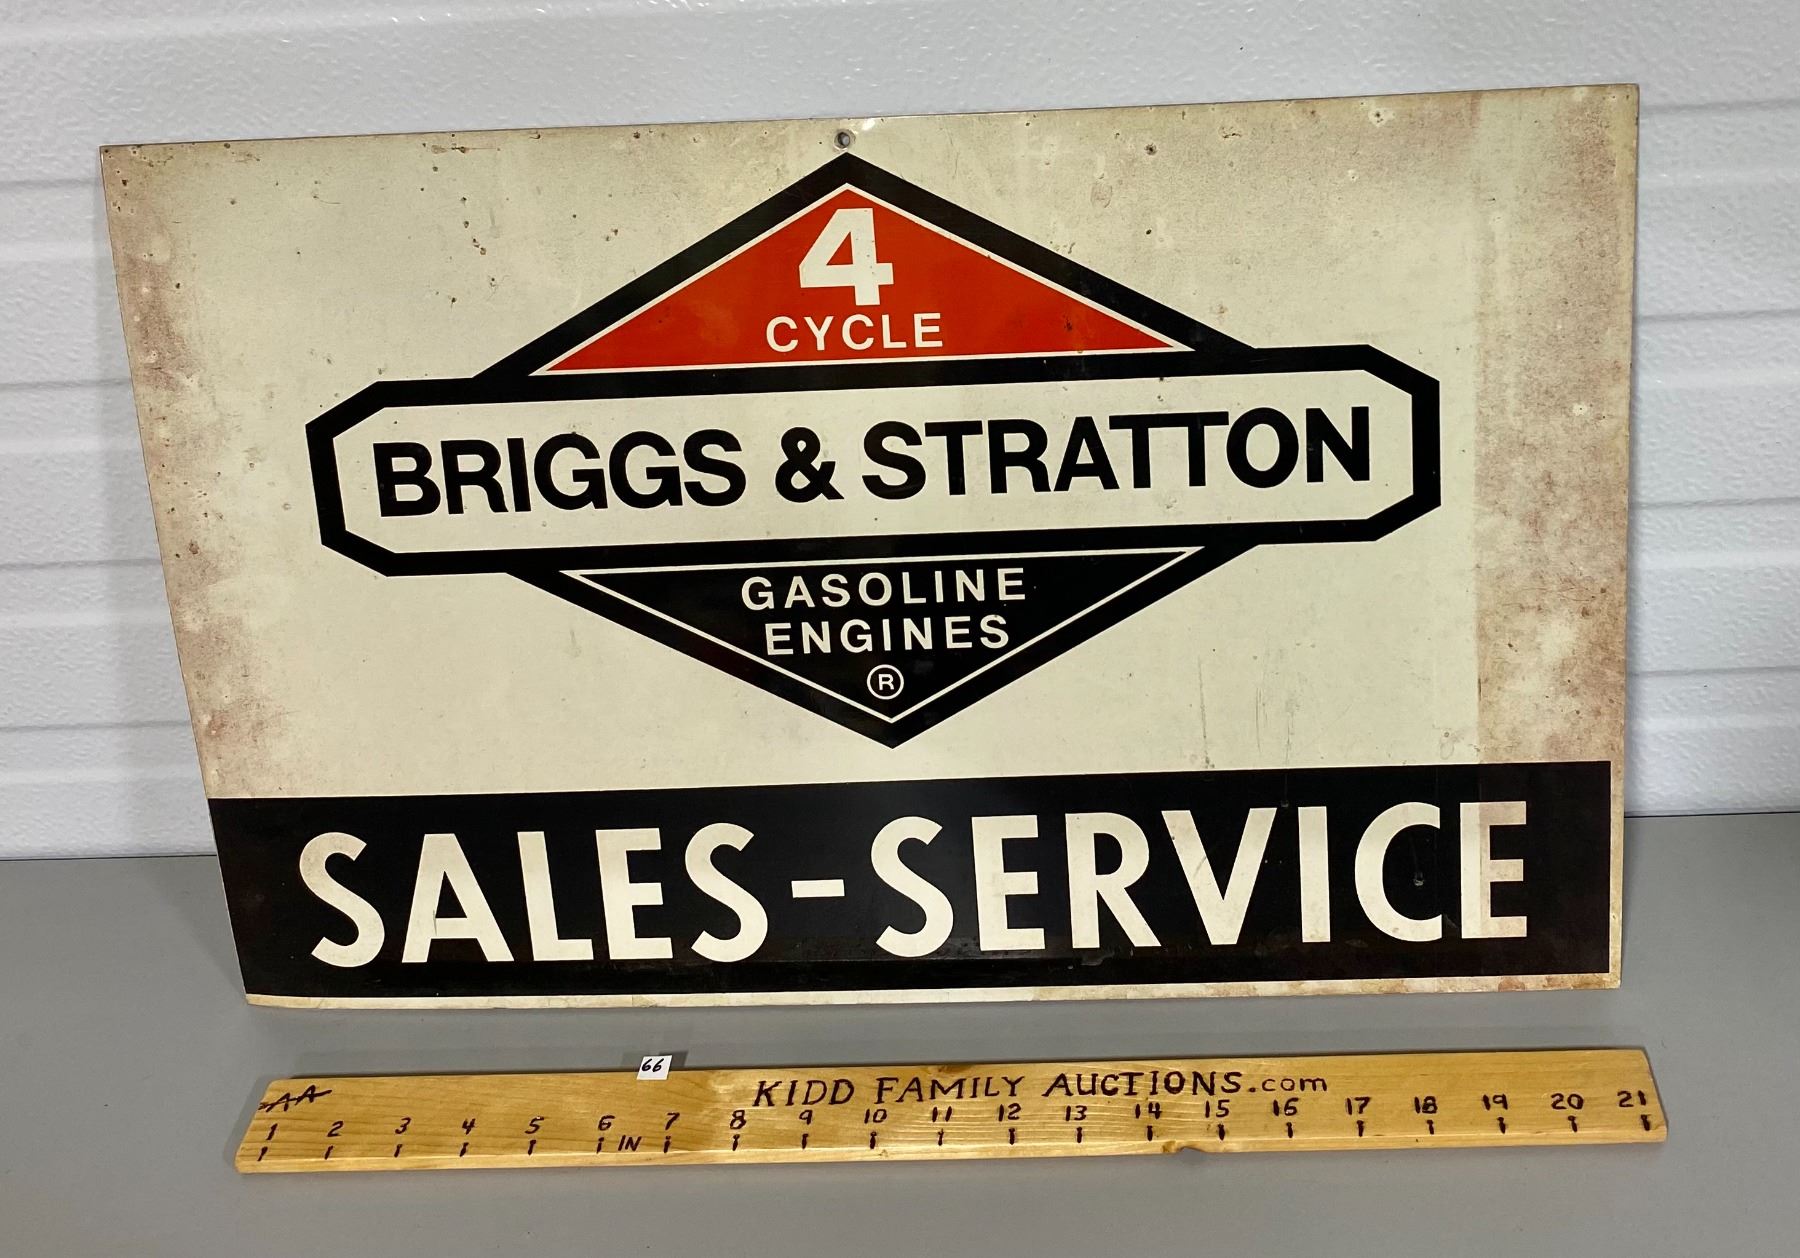 4
CYCLE
BRIGGS & STRATTON
GASOLINE
ENGINES
®
SALES-SERVICE
66
AA
KIDD FAMILY AUCTIONS.com
1 2 3 4 5 6 7 8 9 10 11 12 13 14 15 16 17 18 19 20 21
IN